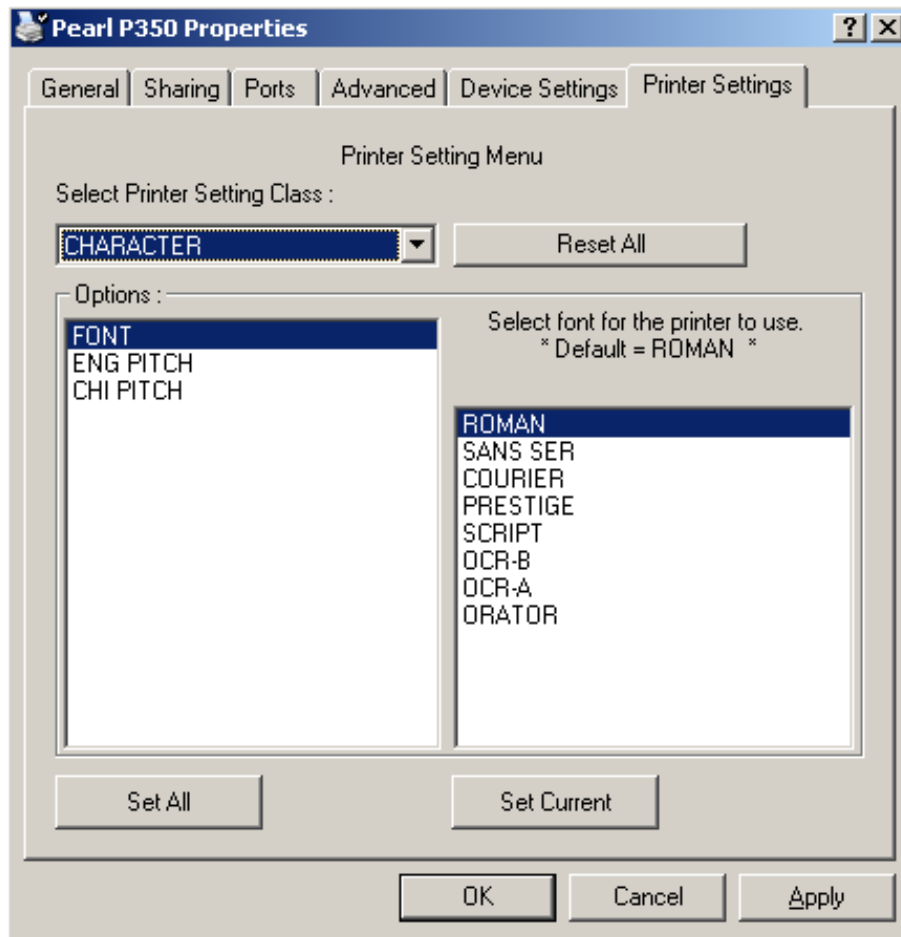 Pearl P350 Properties
General Sharing Ports Advanced Device Settings Printer Settings
Printer Setting Menu
Select Printer Setting Class :
CHARACTER
Reset All
Options :
FONT
ENG PITCH
CHI PITCH
Select font for the printer to use.
* Default = ROMAN *
ROMAN
SANS SER
COURIER
PRESTIGE
SCRIPT
OCR-B
OCR-A
ORATOR
Set All
Set Current
OK
Cancel
Apply